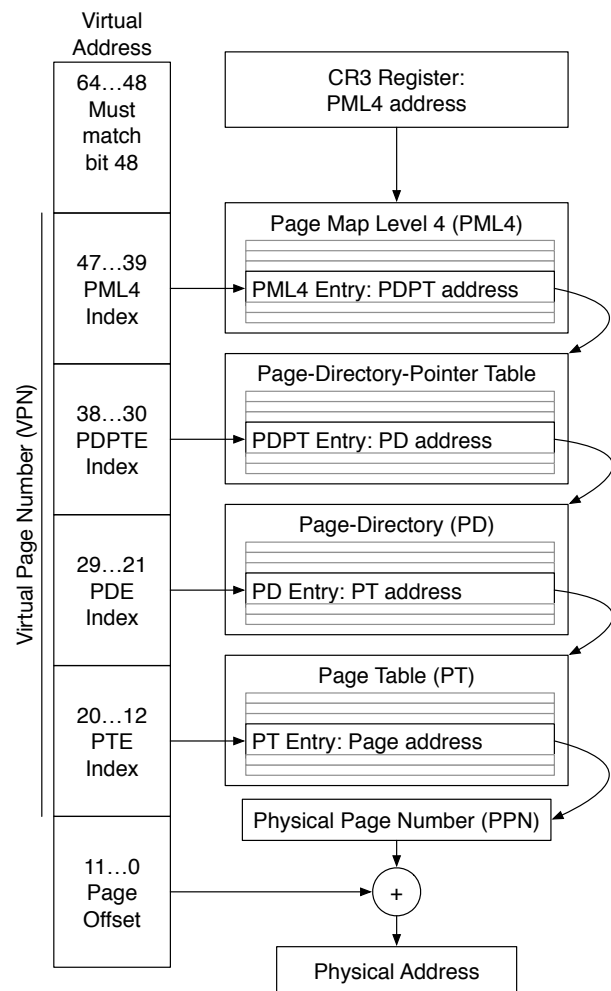 Virtual
Address
64…48
Must
match
bit 48
47…39
PML4
Index
38…30
PDPTE
Index
29…21
PDE
Index
20…12
PTE
Index
11…0
Page
Offset
Virtual Page Number (VPN)
CR3 Register:
PML4 address
Page Map Level 4 (PML4)
PML4 Entry: PDPT address
Page-Directory-Pointer Table
PDPT Entry: PD address
Page-Directory (PD)
PD Entry: PT address
Page Table (PT)
PT Entry: Page address
Physical Page Number (PPN)
+
Physical Address